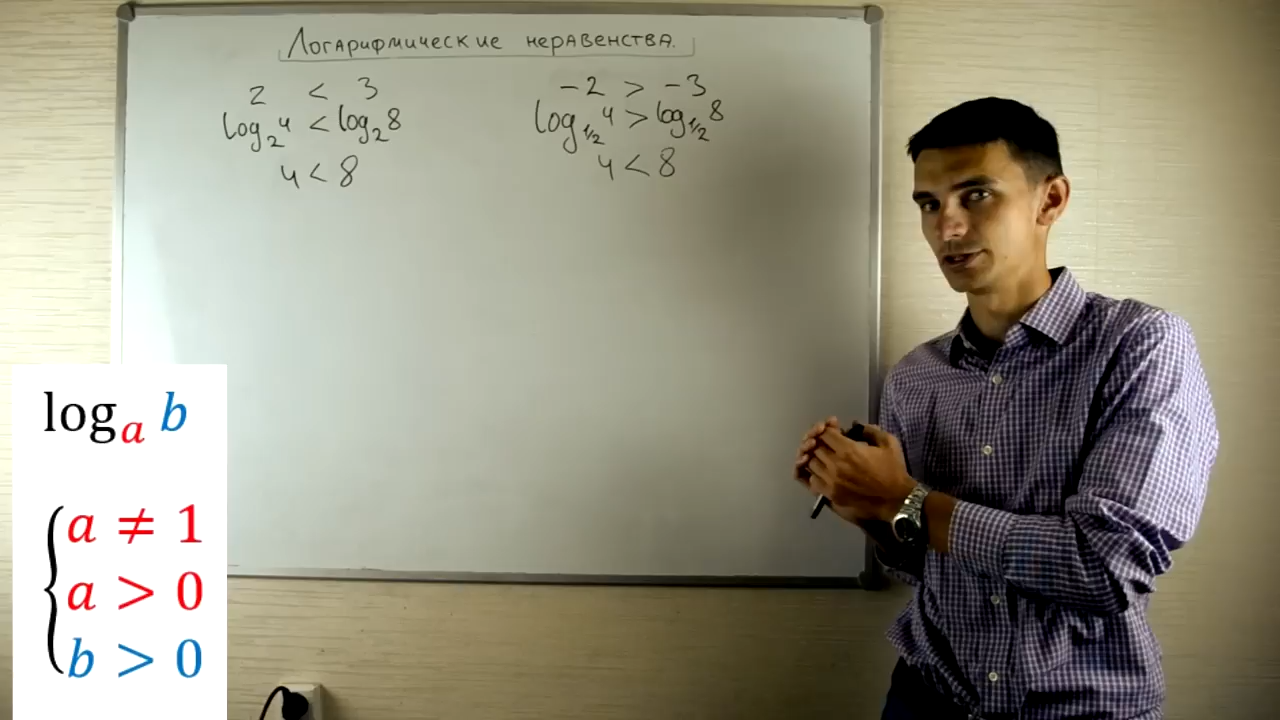 Логарифмические неравенства.
2 < 3
log₂4 < log₂8
4 < 8
-2 > -3
log₁/₂4 > log₁/₂8
4 < 8
logₐ b
a ≠ 1
a > 0
b > 0